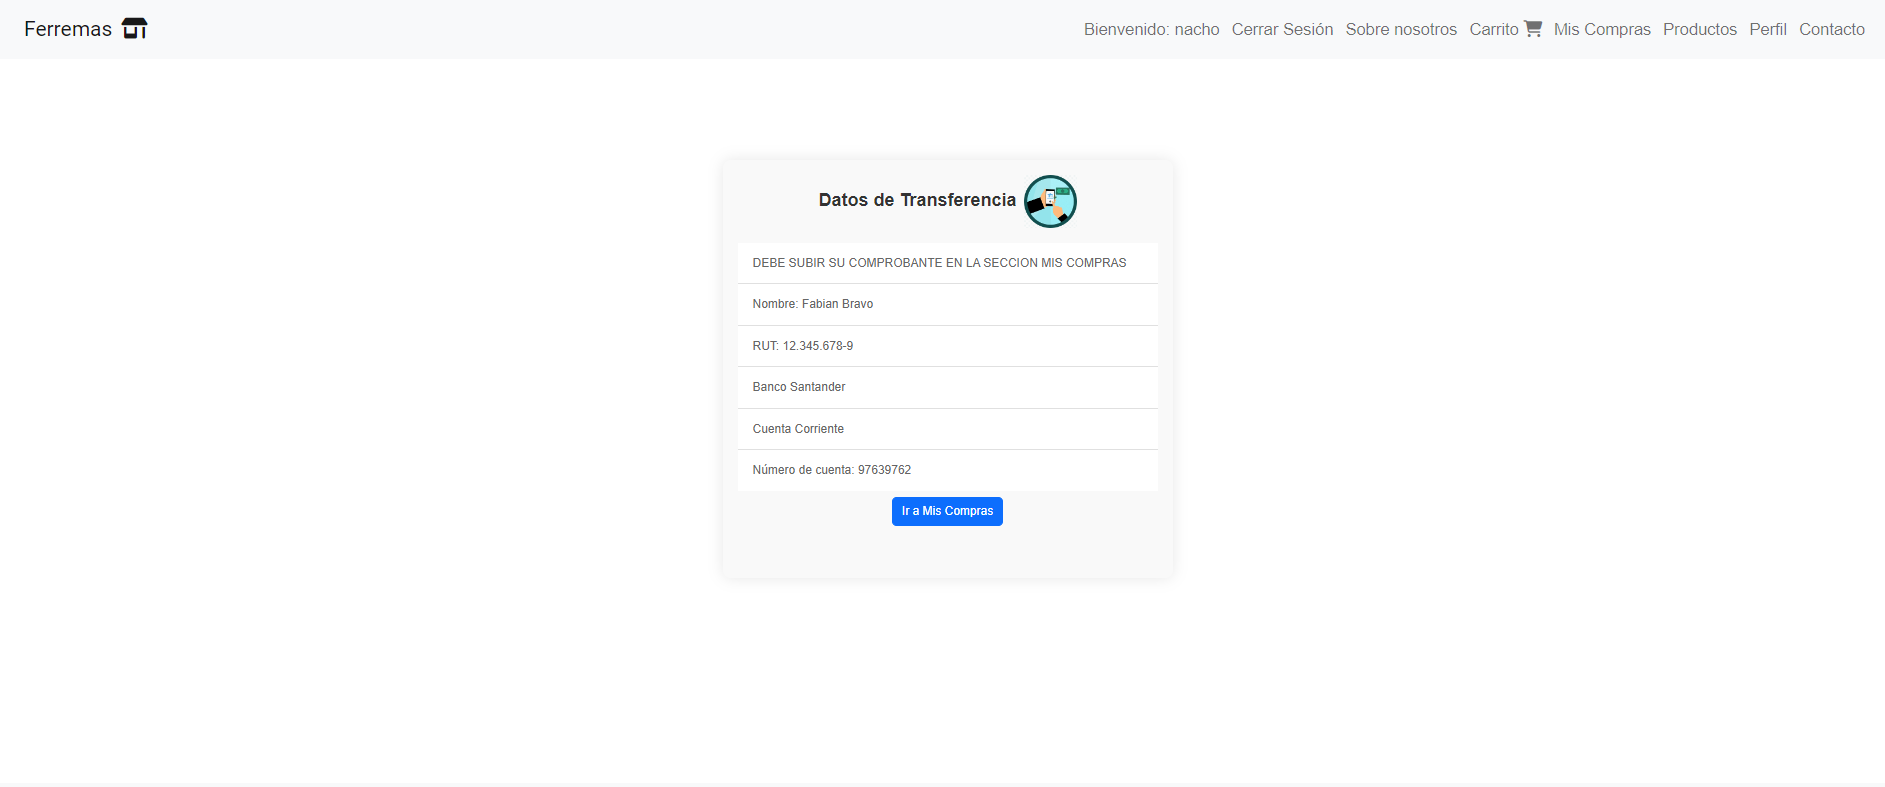 Ferremas
Bienvenido: nacho Cerrar Sesión Sobre nosotros Carrito Mis Compras Productos Perfil Contacto
Datos de Transferencia
DEBE SUBIR SU COMPROBANTE EN LA SECCION MIS COMPRAS
Nombre: Fabian Bravo
RUT: 12.345.678-9
Banco Santander
Cuenta Corriente
Número de cuenta: 97639762
Ir a Mis Compras